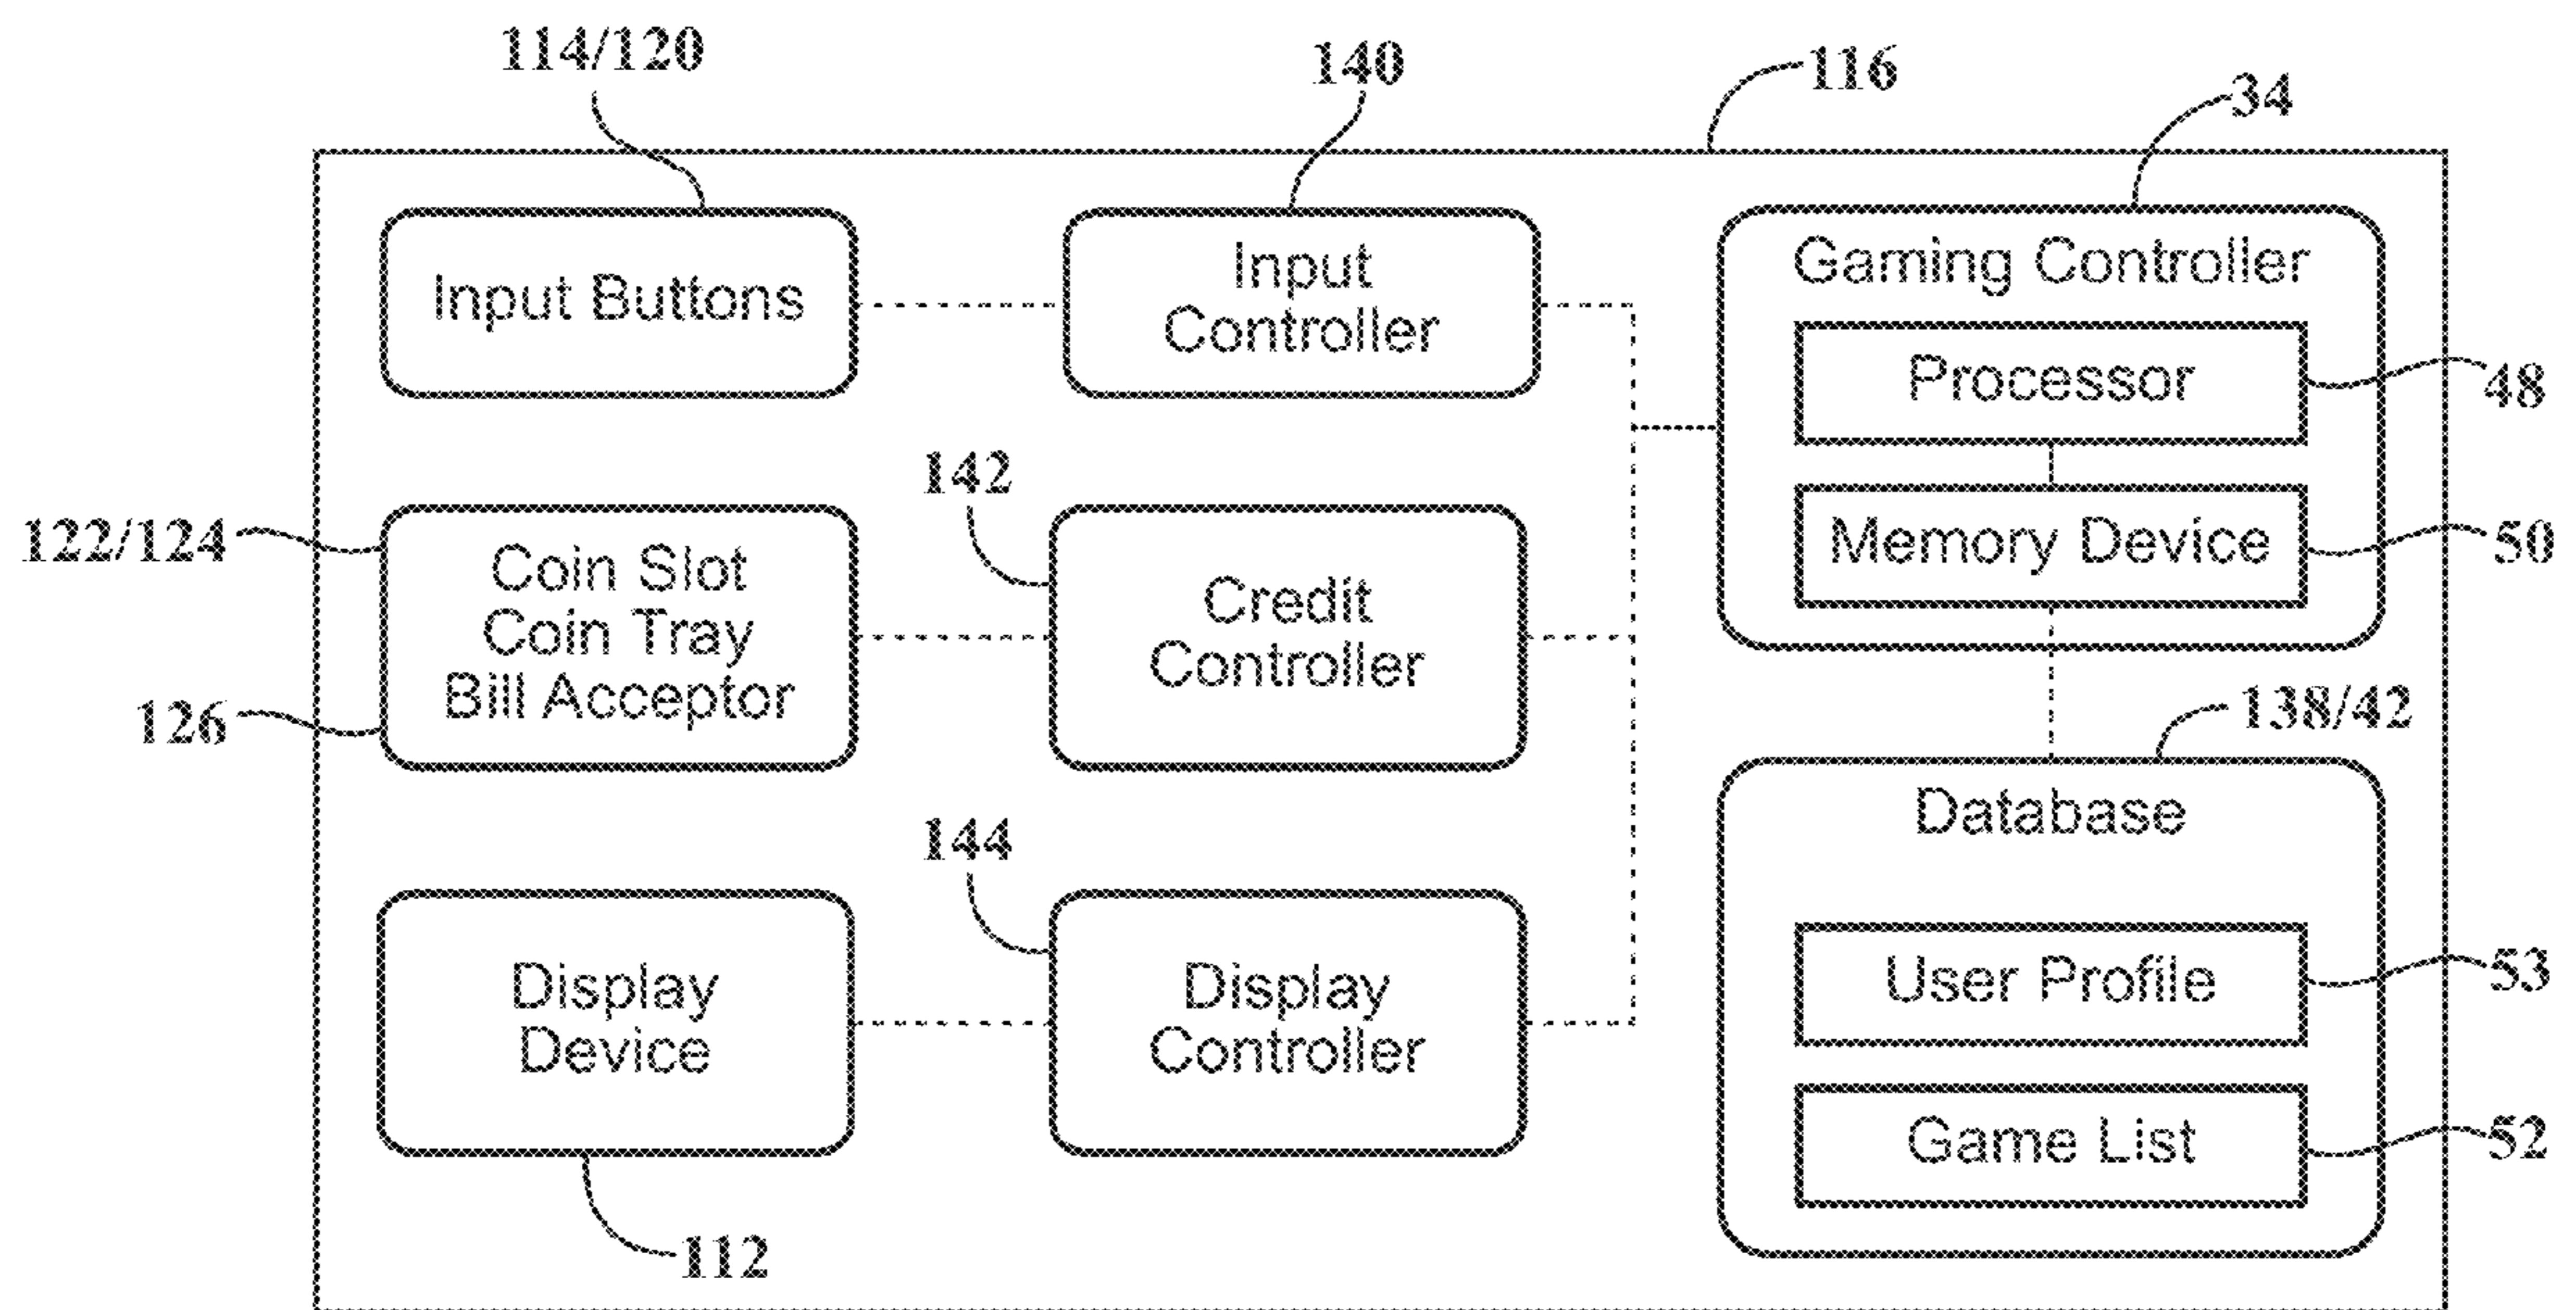 114/120
140
116
34
Input Buttons
Input
Controller
Gaming Controller
Processor
48
Memory Device
50
122/124
Coin Slot
Coin Tray
Bill Acceptor
126
142
Credit
Controller
138/42
Database
User Profile
53
Game List
52
144
Display
Device
Display
Controller
112